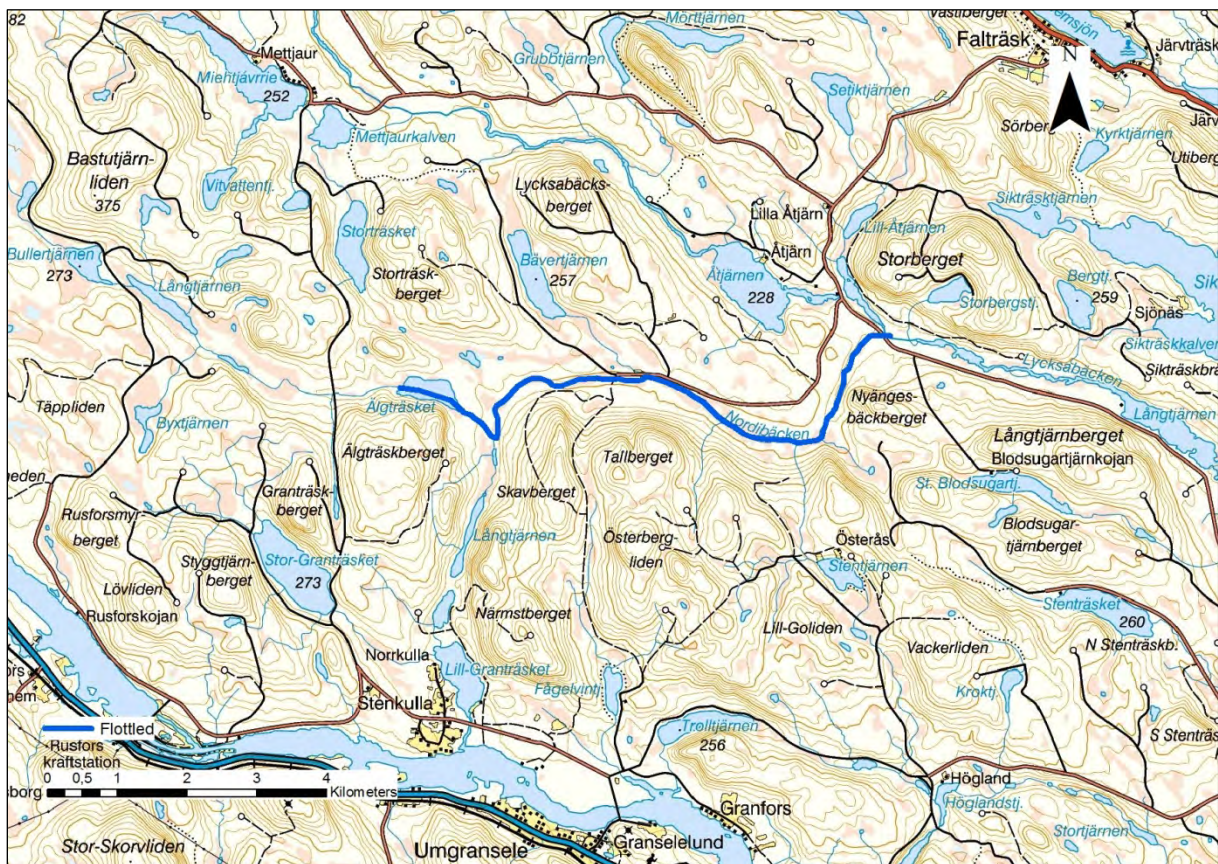 82
Mörttjärnen
Västiberget
Falträsk
Järvträsk
Mettjaur
Grubbtjärnen
N
Miehtjávrrie
252
Setiktjärnen
Mettjaurkalven
Kyrktjärnen
Utiberg
Bastutjärn-
liden
375
Vitvattentj.
Lycksabäcks-
berget
Lilla Åtjärn
Lill-Åtjärnen
Sikträsktjärnen
Storträsket
Åtjärn
Storberget
Bullertjärnen
273
Långtjärnen
Storträsk-
berget
Bävertjärnen
257
Åtjärnen
228
Storbergstj.
Bergtj.
259
Sjönäs
Sikträskkalven
Lycksabäcken
Sikträskbrä
Täppliden
Älgträsket
Nyänges-
bäckberget
Långtjärnen
Byxtjärnen
Nordibäcken
Älgträskberget
Tallberget
Långtjärnberget
Blodsugartjärnkojan
Granträsk-
berget
Skavberget
St. Blodsugartj.
Rusforsmyr-
berget
Långtjärnen
Österberg-
liden
Österås
Blodsugar-
tjärnberget
Styggtjärn-
berget
Stor-Granträsket
273
Stentjärnen
Lövliden
Rusforskojan
Närmstberget
Lill-Goliden
Stenträsket
260
Vackerliden
N Stenträskb.
Norrkulla
Lill-Granträsket
Fågelvintj.
Kroktj.
Stenkulla
Trolltjärnen
256
S Stenträs
Flottled
Rusfors
kraftstation
0 0,5 1 2 3 4
Kilometers
Högland
Höglandstj.
Granfors
Stortjärnen
Stor-Skorvliden
Umgransele
Granselelund